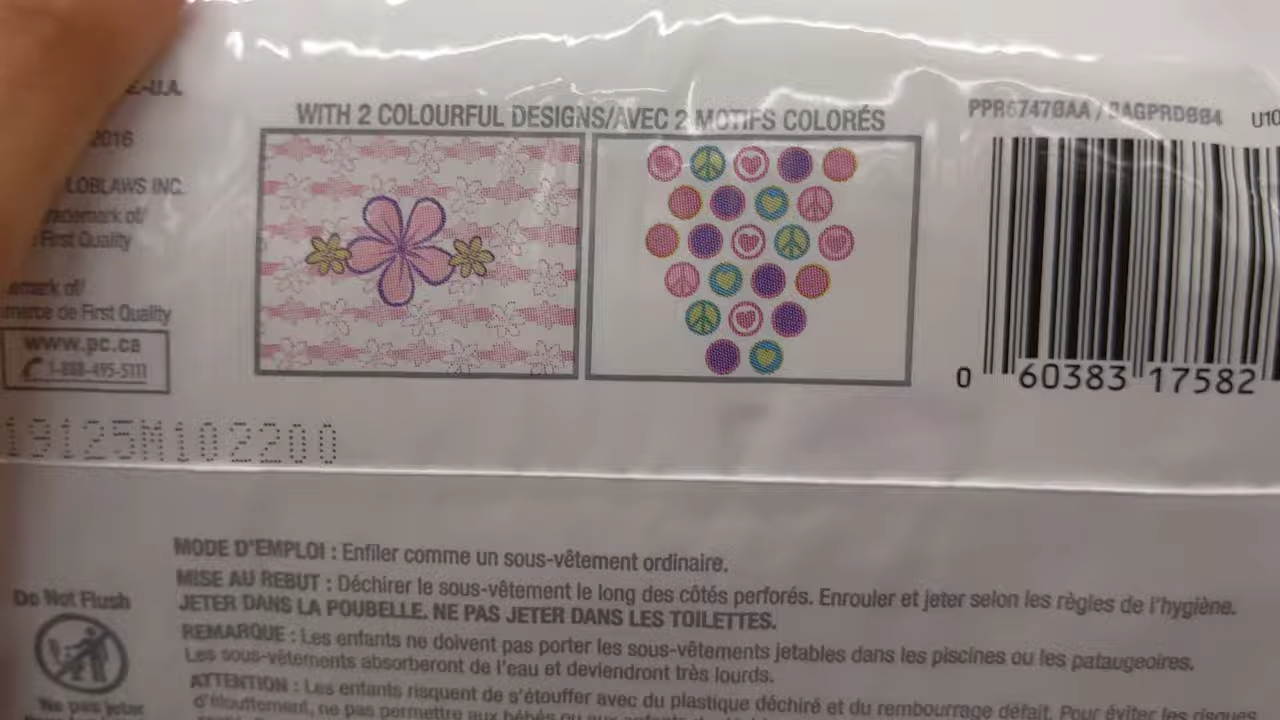 2016
LOBLAWS INC.
First Quality
merce de First Quality
www.pc.ca
1-888-495-5111
WITH 2 COLOURFUL DESIGNS/AVEC 2 MOTIFS COLORÉS
U10
0 60383 17582
19125M102200
Do Not Flush
Ne pas jeter
MODE D'EMPLOI : Enfiler comme un sous-vêtement ordinaire.
MISE AU REBUT : Déchirer le sous-vêtement le long des côtés perforés. Enrouler et jeter selon les règles de l'hygiène.
JETER DANS LA POUBELLE. NE PAS JETER DANS LES TOILETTES.
REMARQUE : Les enfants ne doivent pas porter les sous-vêtements jetables dans les piscines ou les pataugeoires.
Les sous-vêtements absorberont de l'eau et deviendront très lourds.
ATTENTION : Les enfants risquent de s'étouffer avec du plastique déchiré et du rembourrage défait. Pour éviter les risques
d'étouffement, ne pas permettre aux bébés ou aux enfants